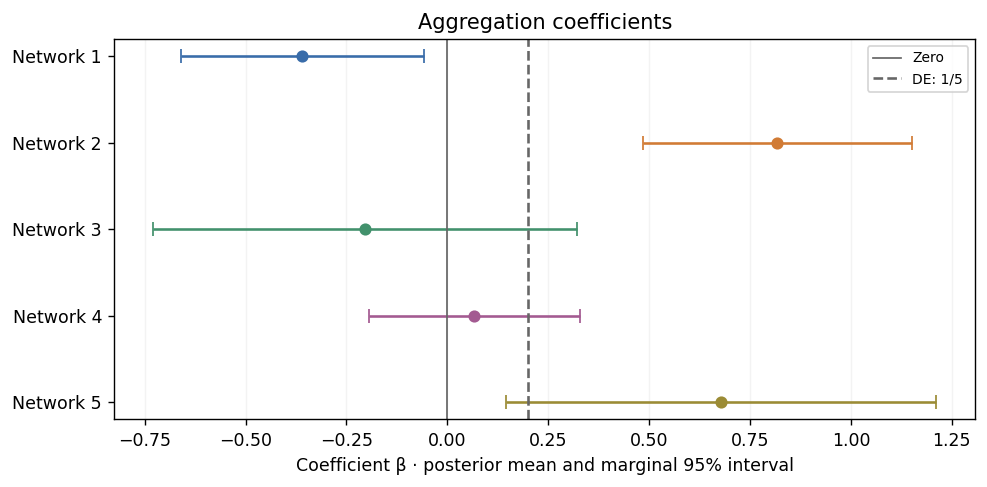 Aggregation coefficients
Network 1
Network 2
Network 3
Network 4
Network 5
Zero
DE: 1/5
−0.75 −0.50 −0.25 0.00 0.25 0.50 0.75 1.00 1.25
Coefficient β · posterior mean and marginal 95% interval